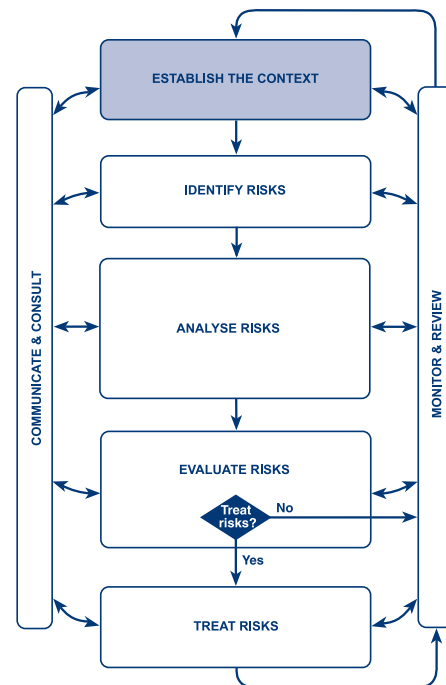 ESTABLISH THE CONTEXT
IDENTIFY RISKS
ANALYSE RISKS
EVALUATE RISKS
Treat
risks?
No
Yes
TREAT RISKS
COMMUNICATE & CONSULT
MONITOR & REVIEW